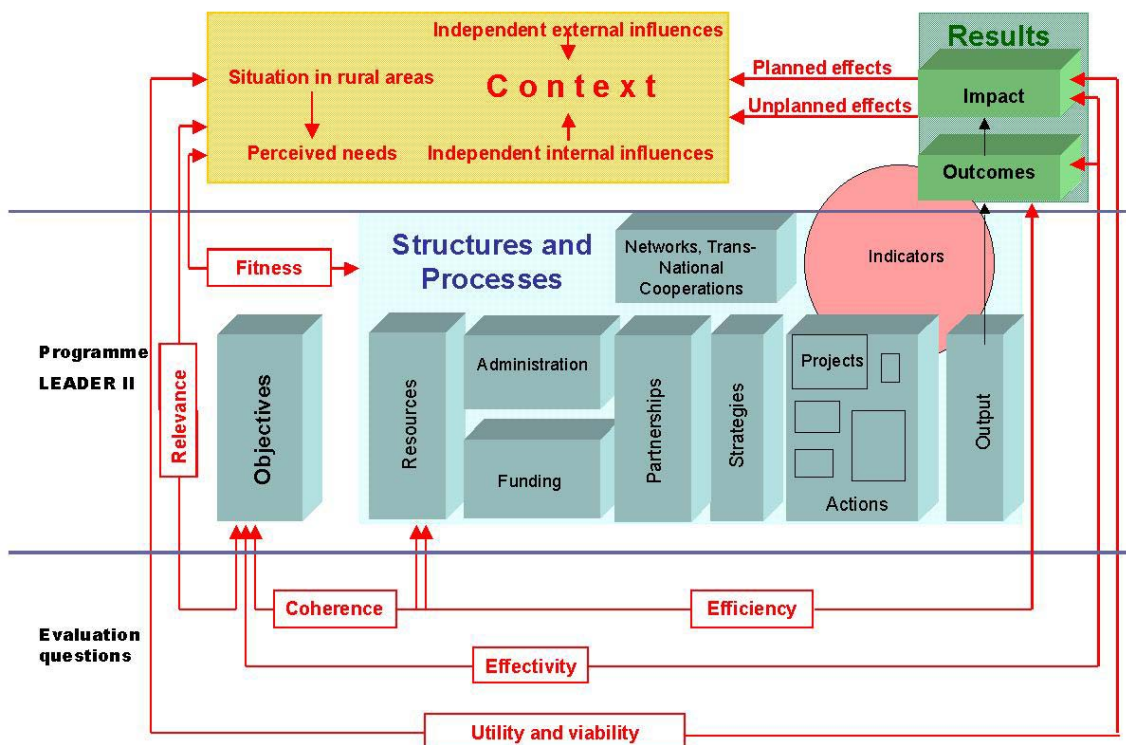 Independent external influences
Situation in rural areas
Context
Perceived needs
Independent internal influences
Planned effects
Unplanned effects
Results
Impact
Outcomes
Fitness
Structures and
Processes
Networks, Trans-
National
Cooperations
Indicators
Programme
LEADER II
Relevance
Objectives
Resources
Administration
Funding
Partnerships
Strategies
Projects
Actions
Output
Evaluation
questions
Coherence
Efficiency
Effectivity
Utility and viability